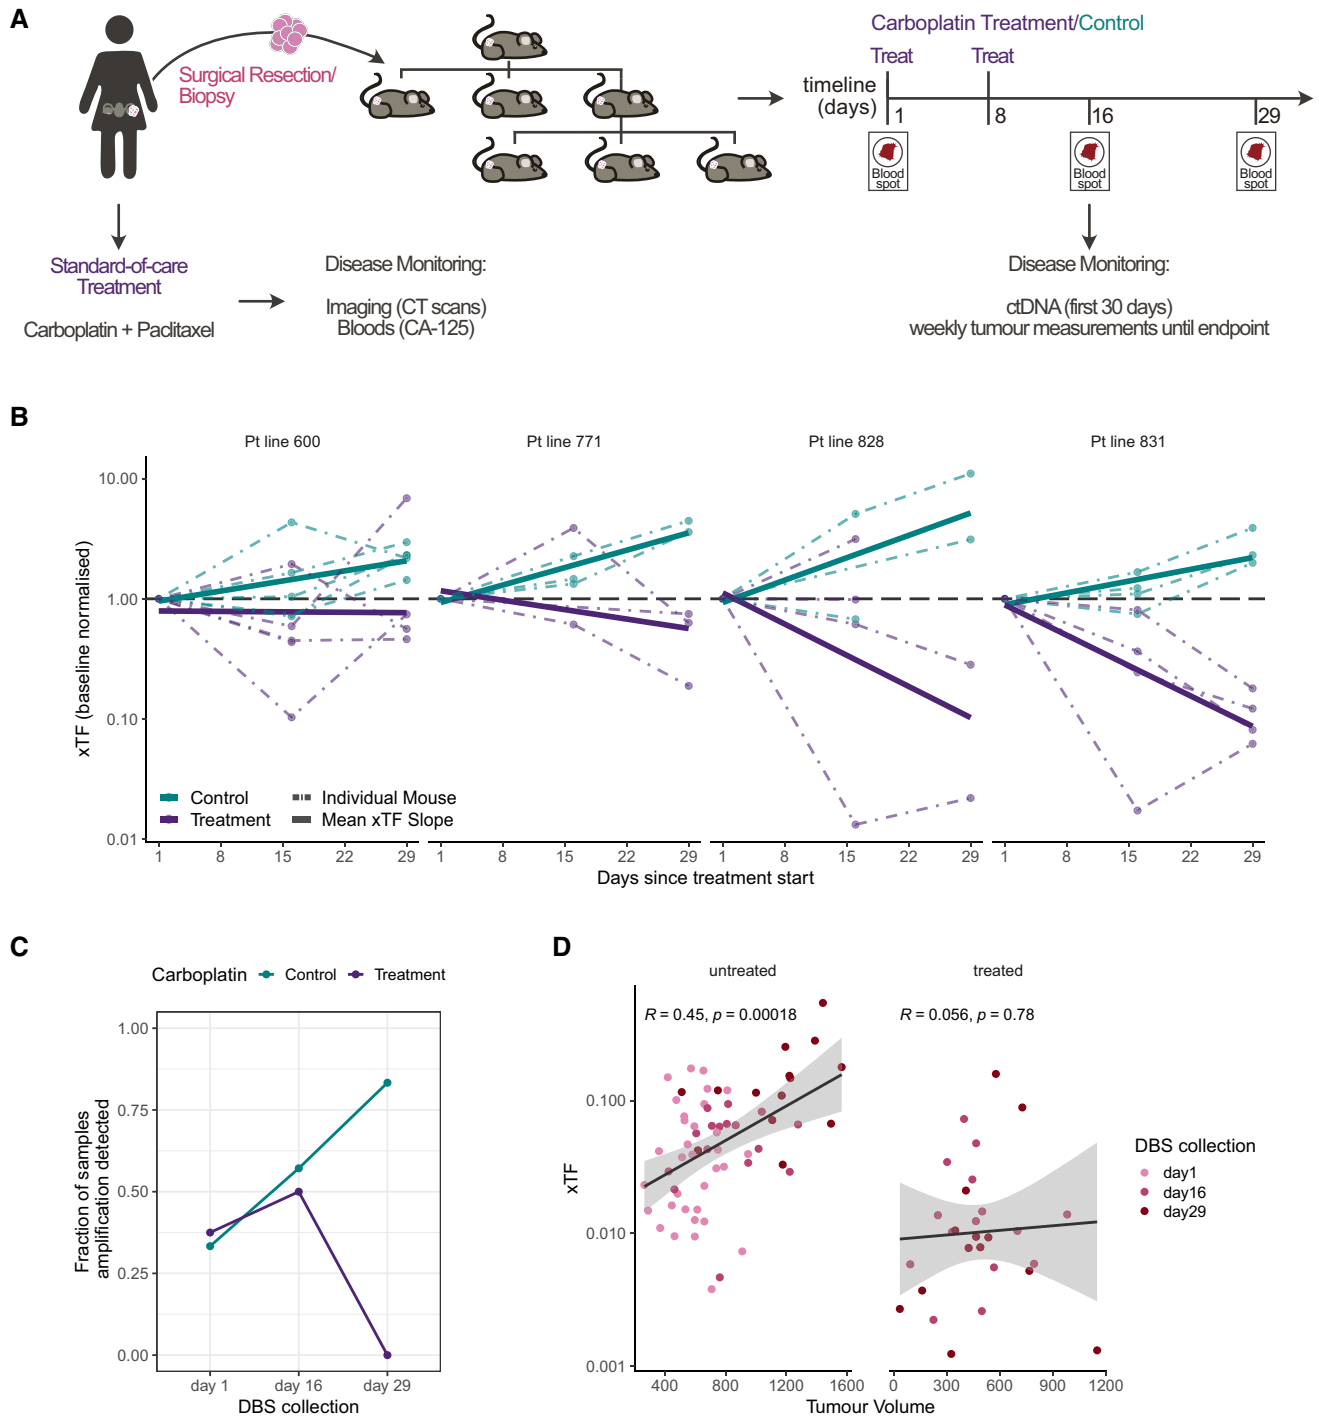 A
Surgical Resection/
Biopsy
Carboplatin Treatment/Control
Treat
Treat
timeline
(days)
1
8
16
29
Blood
spot
Blood
spot
Blood
spot
Standard-of-care
Treatment
Carboplatin + Paclitaxel
Disease Monitoring:
Imaging (CT scans)
Bloods (CA-125)
Disease Monitoring:
ctDNA (first 30 days)
weekly tumour measurements until endpoint
B
Pt line 600
Pt line 771
Pt line 828
Pt line 831
xTF (baseline normalised)
10.00
1.00
0.10
0.01
Control
Treatment
Individual Mouse
Mean xTF Slope
1 8 15 22 29
1 8 15 22 29
1 8 15 22 29
1 8 15 22 29
Days since treatment start
C
Carboplatin Control Treatment
Fraction of samples
amplification detected
1.00
0.75
0.50
0.25
0.00
day 1 day 16 day 29
DBS collection
D
untreated
treated
R = 0.45, p = 0.00018
R = 0.056, p = 0.78
xTF
0.100
0.010
0.001
400 800 1200 1600
0 300 600 900 1200
Tumour Volume
DBS collection
day1
day16
day29